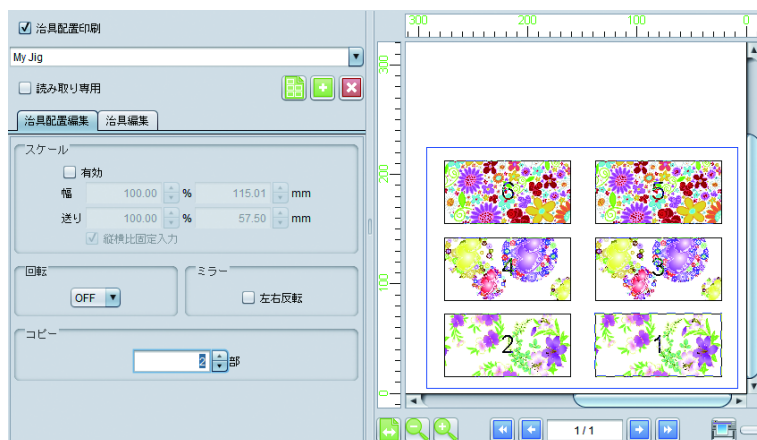 治具配置印刷
My Jig
読み取り専用
治具配置編集 治具編集
スケール
有効
幅 100.00 % 115.01 mm
送り 100.00 % 57.50 mm
縦横比固定入力
回転 ミラー
OFF 左右反転
コピー
2 部
300 200 100 0
300
200
100
0
6 5
4 3
2 1
1/1